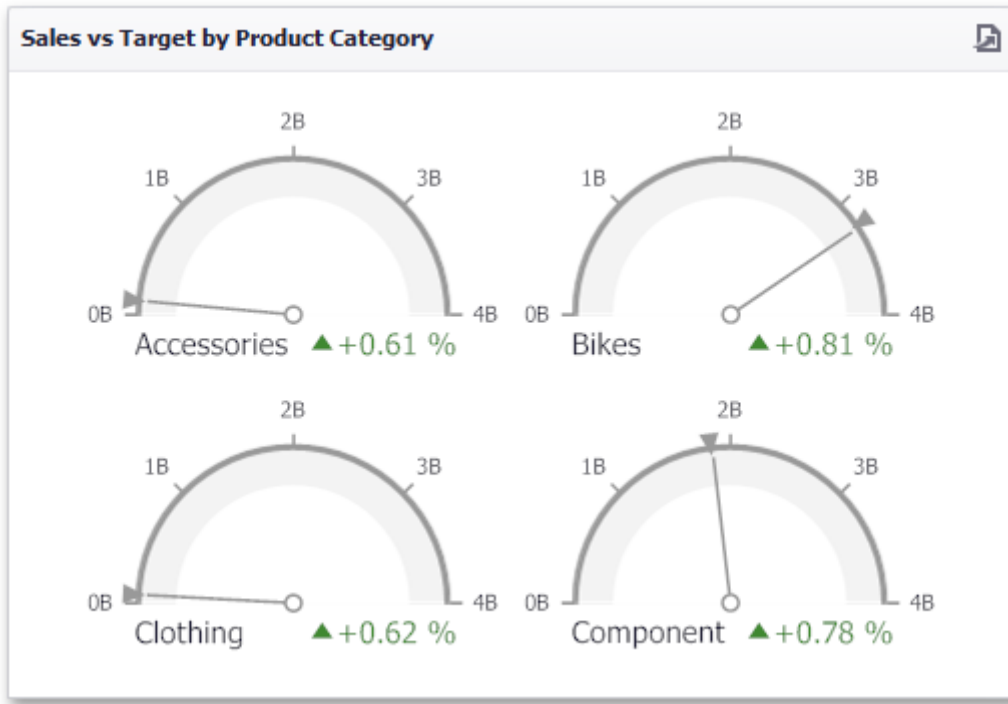 Sales vs Target by Product Category
2B
1B
3B
0B
4B
Accessories
+0.61 %
2B
1B
3B
0B
4B
Bikes
+0.81 %
2B
1B
3B
0B
4B
Clothing
+0.62 %
2B
1B
3B
0B
4B
Component
+0.78 %